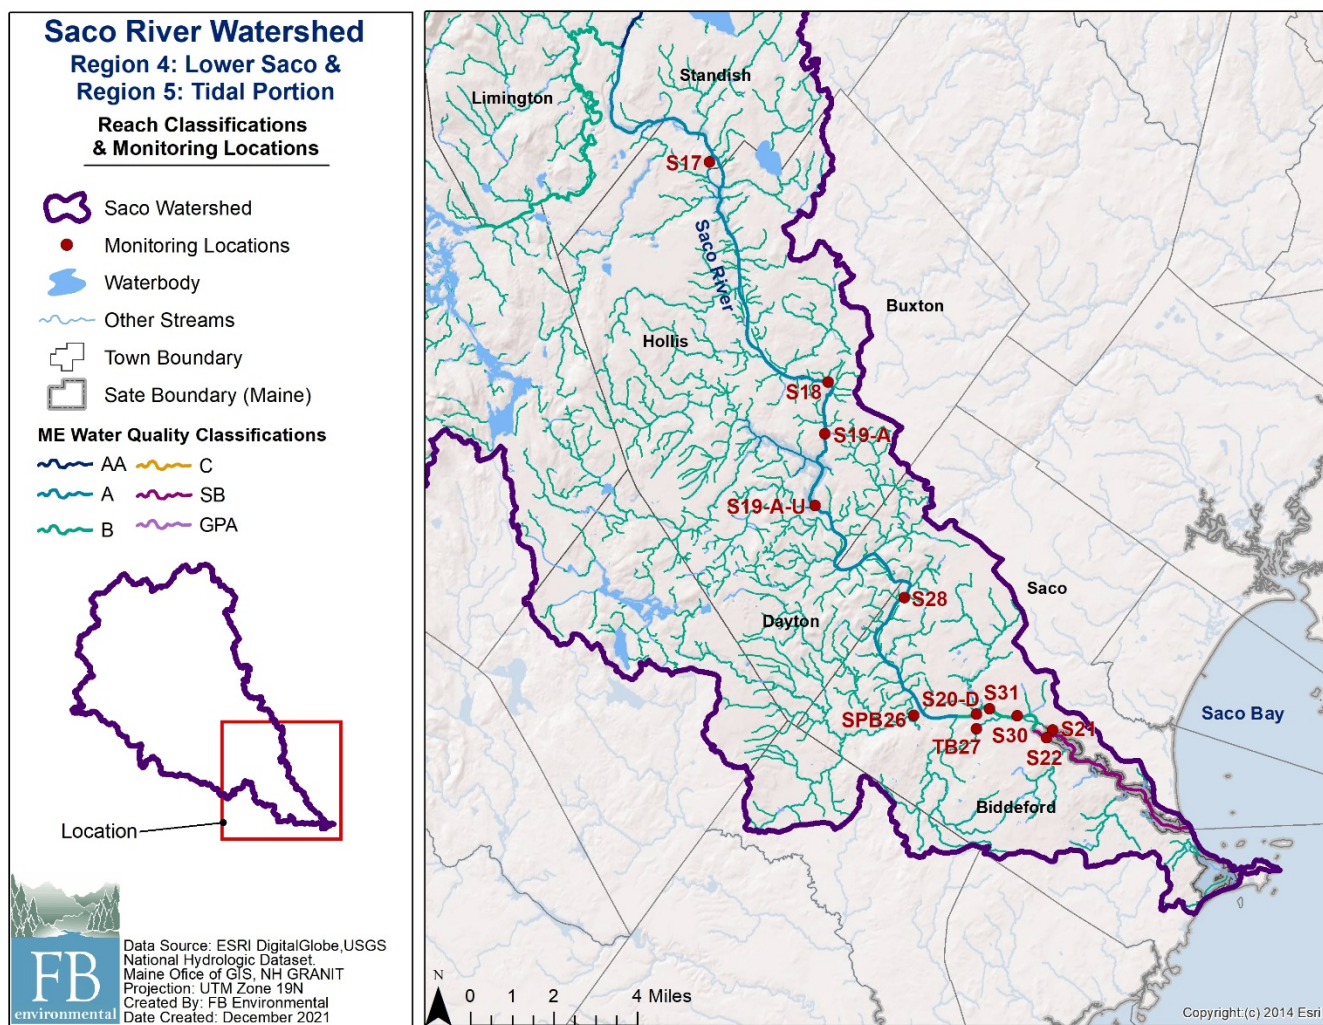 Saco River Watershed
Region 4: Lower Saco &
Region 5: Tidal Portion
Reach Classifications
& Monitoring Locations
Saco Watershed
Monitoring Locations
Waterbody
Other Streams
Town Boundary
Sate Boundary (Maine)
ME Water Quality Classifications
AA
C
A
SB
B
GPA
Location
FB
environmental
Data Source: ESRI DigitalGlobe,USGS
National Hydrologic Dataset.
Maine Ofice of GIS, NH GRANIT
Projection: UTM Zone 19N
Created By: FB Environmental
Date Created: December 2021
Standish
Limington
S17
Saco River
Buxton
Hollis
S18
S19-A
S19-A-U
Saco
S28
Dayton
S20-D
S31
SPB26
S30
S21
TB27
S22
Saco Bay
Biddeford
N
0 1 2 4 Miles
Copyright:(c) 2014 Esri